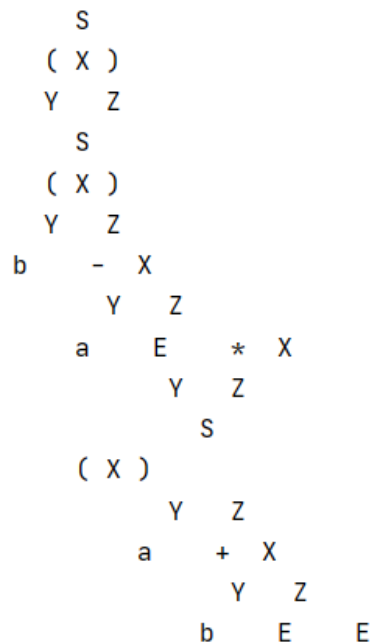 S
( X )
Y Z
S
( X )
Y Z
b - X
Y Z
a E * X
Y Z
S
( X )
Y Z
a + X
Y Z
b E E